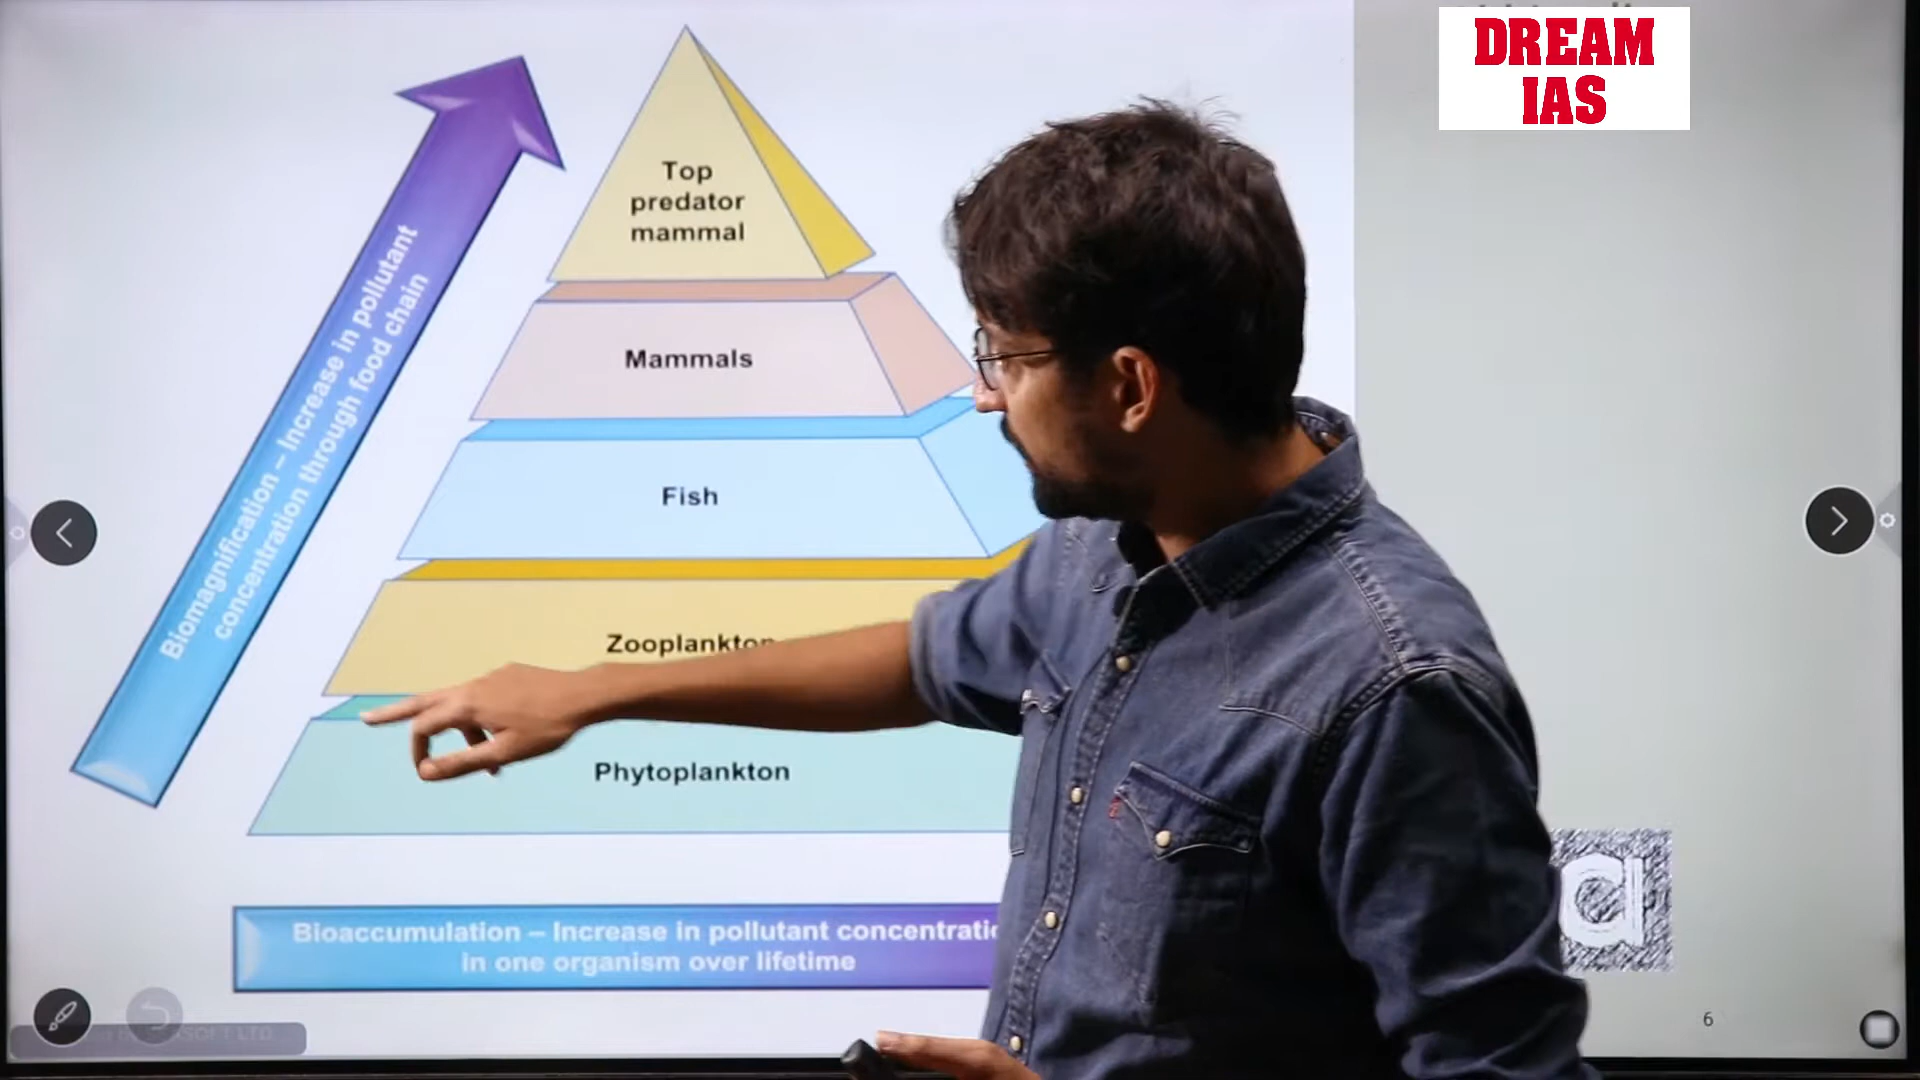 DREAM
IAS
Top
predator
mammal
Mammals
Fish
Zooplankton
Phytoplankton
Biomagnification – Increase in pollutant
concentration through food chain
Bioaccumulation – Increase in pollutant concentratio
in one organism over lifetime
6
d